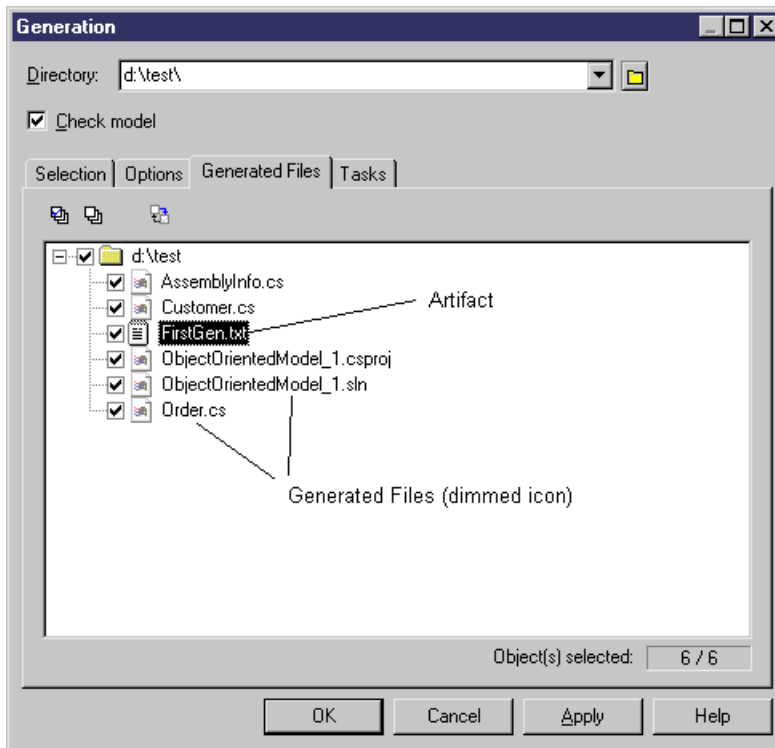 Generation
Directory: d:\test\
Check model
Selection Options Generated Files Tasks
d:\test
AssemblyInfo.cs
Customer.cs
Artifact
FirstGen.txt
ObjectOrientedModel_1.csproj
ObjectOrientedModel_1.sln
Order.cs
Generated Files (dimmed icon)
Object(s) selected: 6 / 6
OK Cancel Apply Help